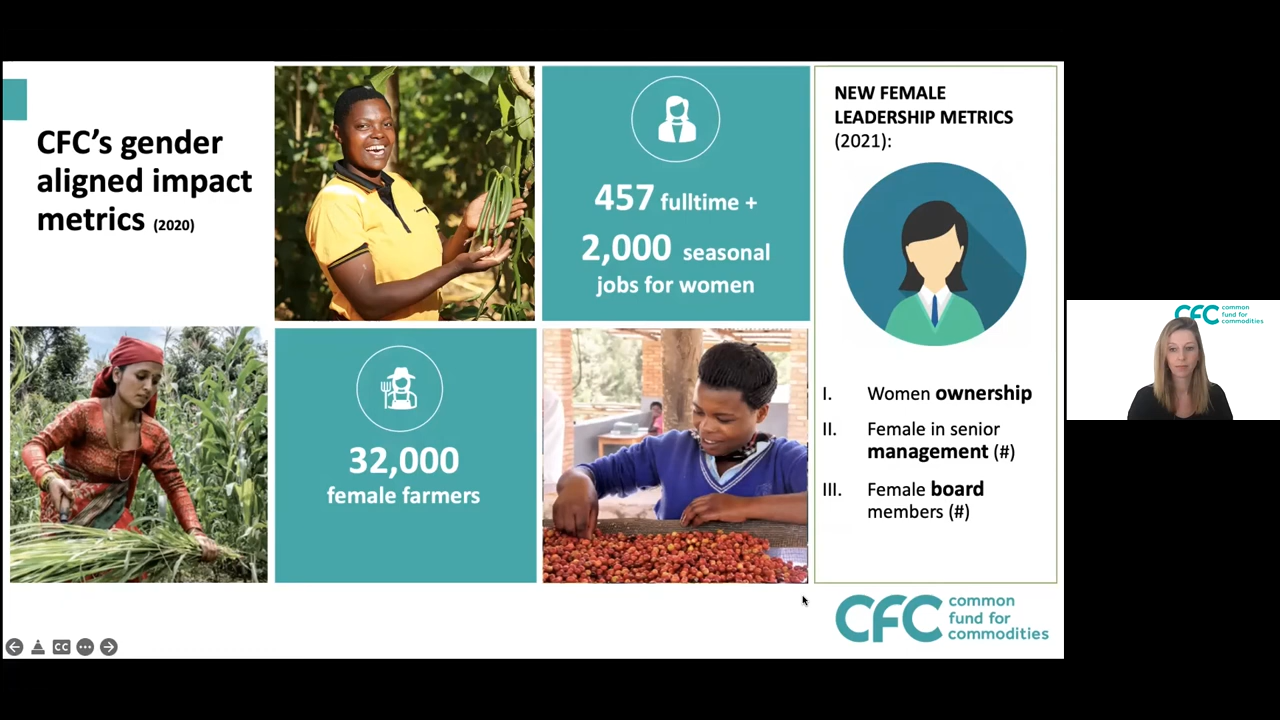 CFC's gender
aligned impact
metrics (2020)
457 fulltime +
2,000 seasonal
jobs for women
32,000
female farmers
NEW FEMALE
LEADERSHIP METRICS
(2021):
I. Women ownership
II. Female in senior
management (#)
III. Female board
members (#)
CFC common
fund for
commodities
CC
CFC common
fund for
commodities